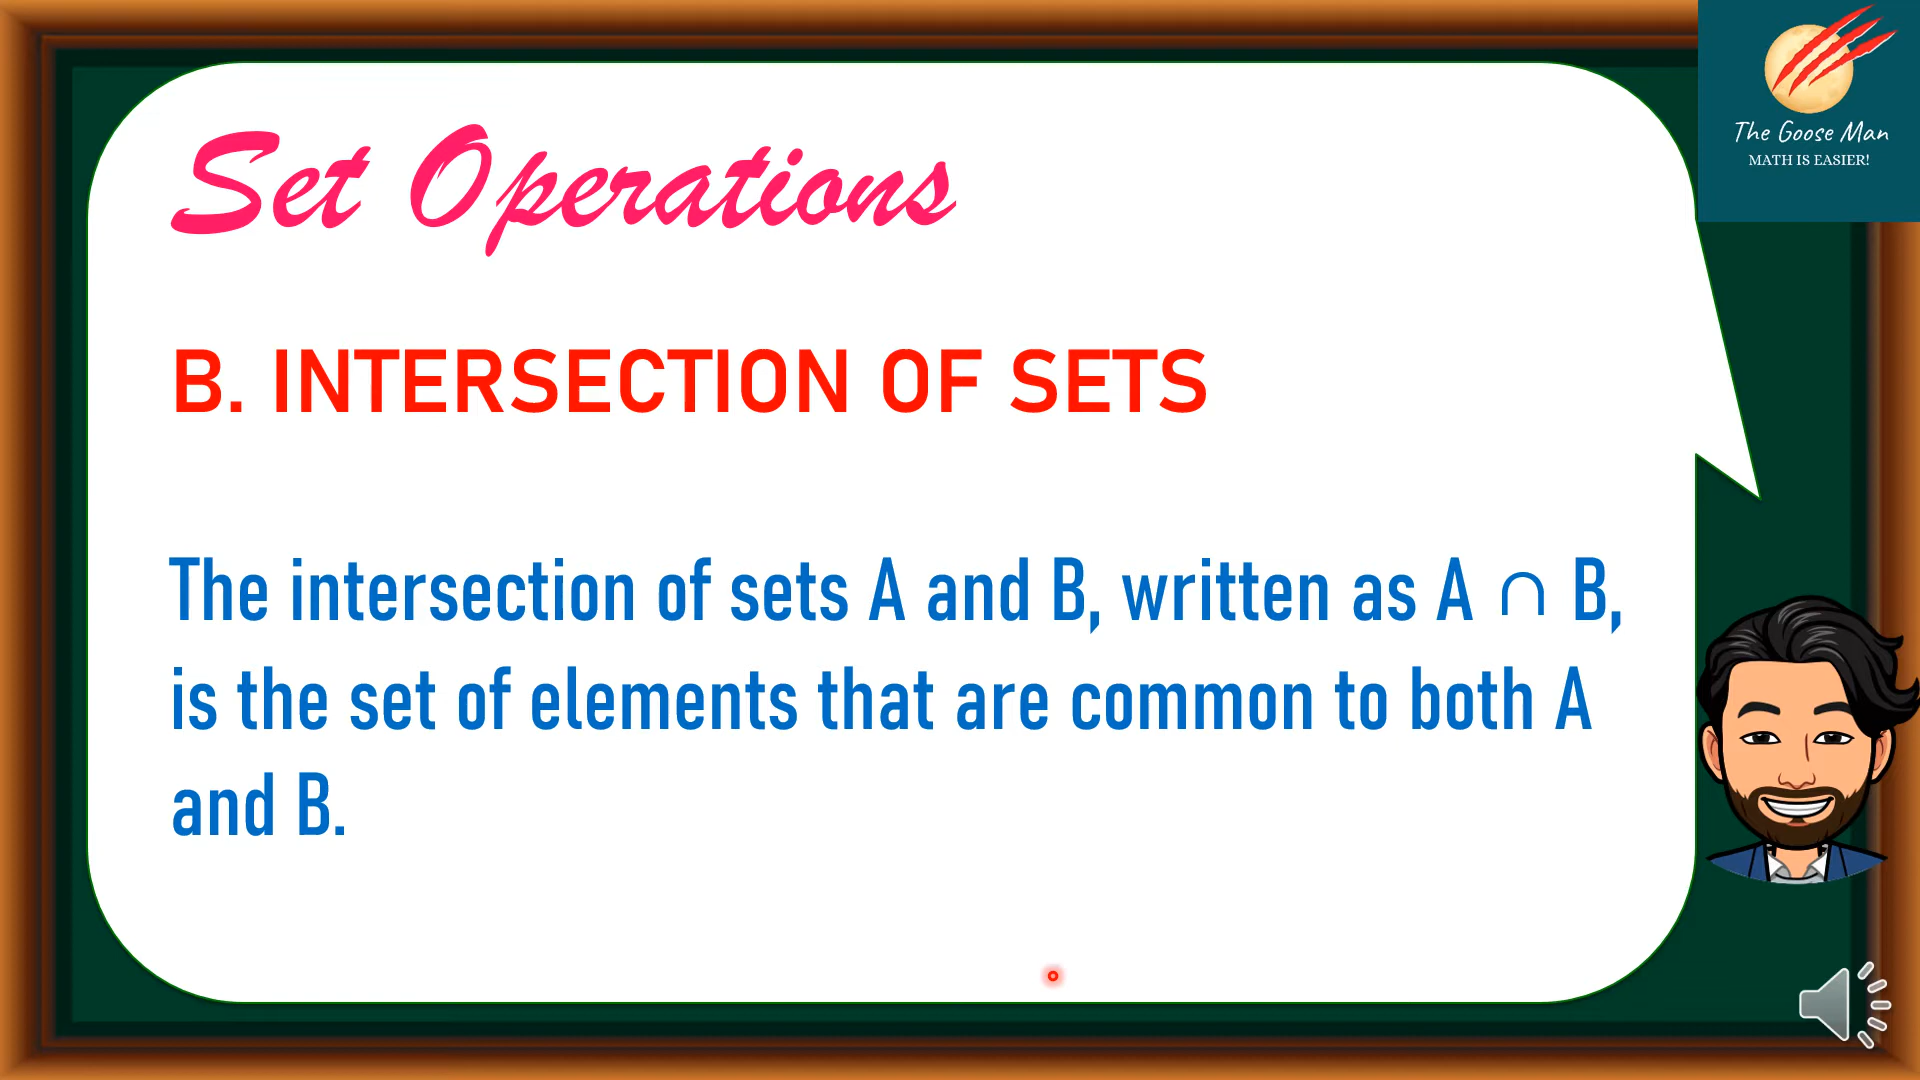 The Goose Man
MATH IS EASIER!
Set Operations
B. INTERSECTION OF SETS
The intersection of sets A and B, written as A ∩ B,
is the set of elements that are common to both A
and B.